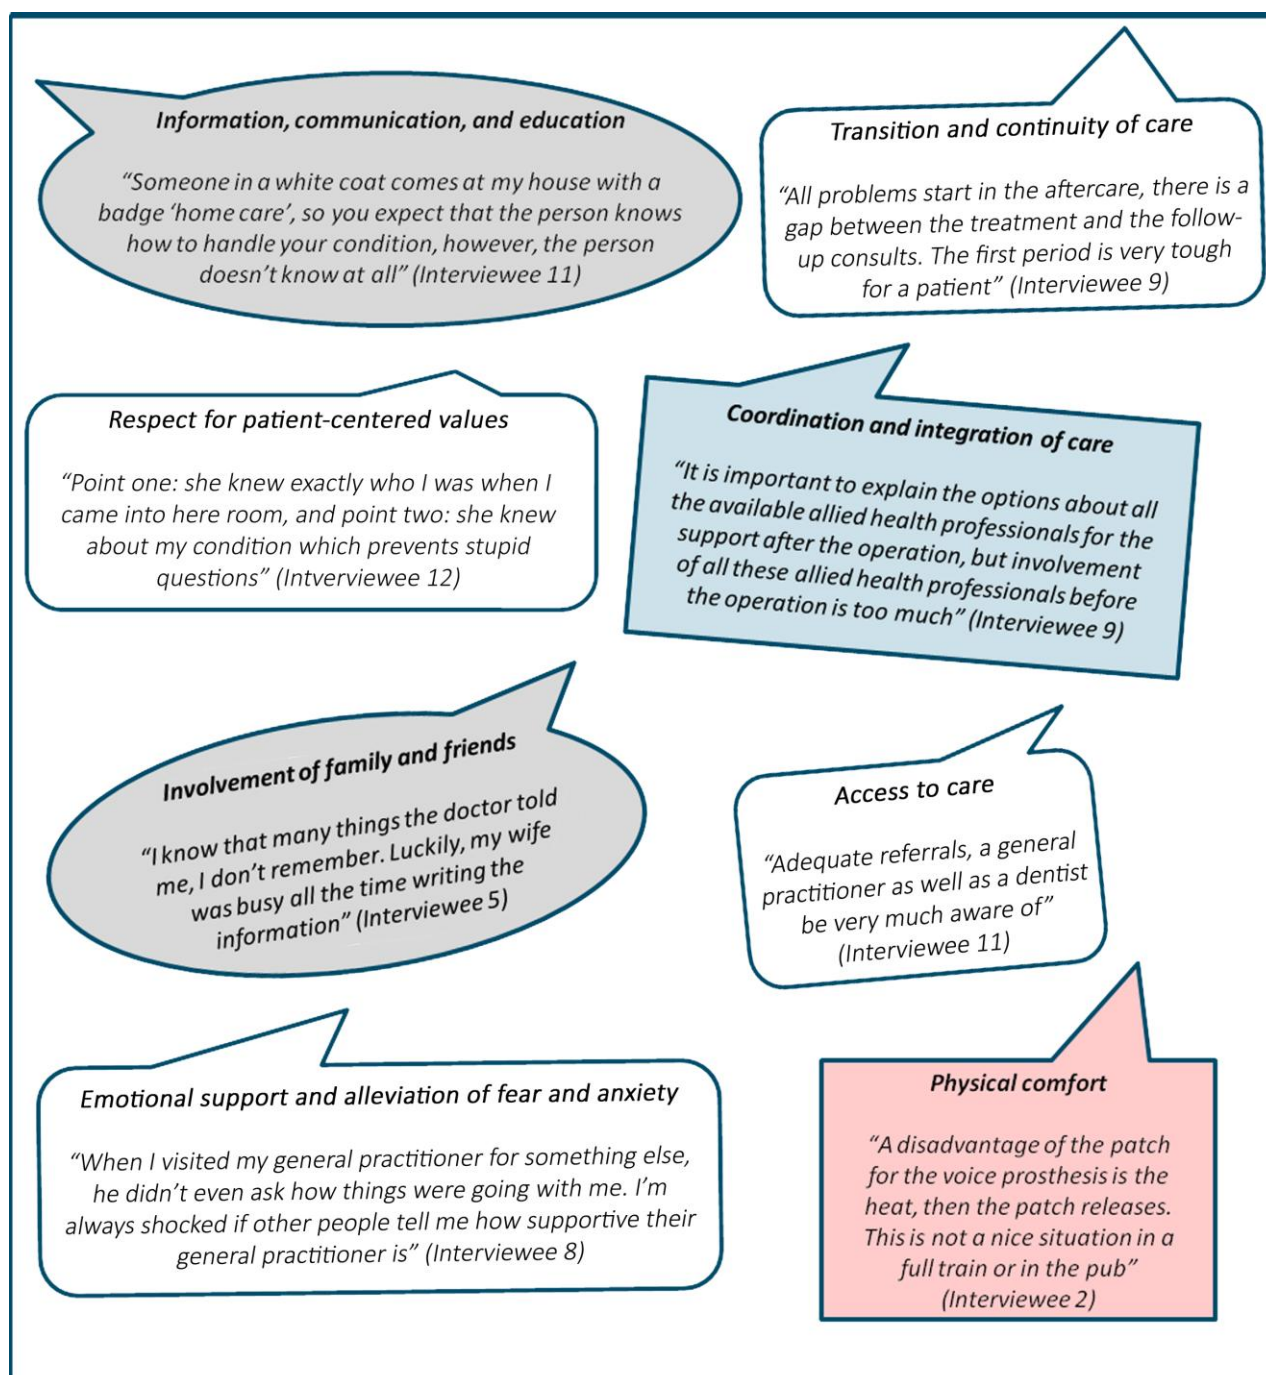 Information, communication, and education
“Someone in a white coat comes at my house with a
badge ‘home care’, so you expect that the person knows
how to handle your condition, however, the person
doesn’t know at all” (Interviewee 11)
Transition and continuity of care
“All problems start in the aftercare, there is a
gap between the treatment and the follow-
up consults. The first period is very tough
for a patient” (Interviewee 9)
Respect for patient-centered values
“Point one: she knew exactly who I was when I
came into here room, and point two: she knew
about my condition which prevents stupid
questions” (Intverviewee 12)
Coordination and integration of care
“It is important to explain the options about all
the available allied health professionals for the
support after the operation, but involvement
of all these allied health professionals before
the operation is too much” (Interviewee 9)
Involvement of family and friends
“I know that many things the doctor told
me, I don’t remember. Luckily, my wife
was busy all the time writing the
information” (Interviewee 5)
Access to care
“Adequate referrals, a general
practitioner as well as a dentist
be very much aware of”
(Interviewee 11)
Emotional support and alleviation of fear and anxiety
“When I visited my general practitioner for something else,
he didn’t even ask how things were going with me. I’m
always shocked if other people tell me how supportive their
general practitioner is” (Interviewee 8)
Physical comfort
“A disadvantage of the patch
for the voice prosthesis is the
heat, then the patch releases.
This is not a nice situation in a
full train or in the pub”
(Interviewee 2)